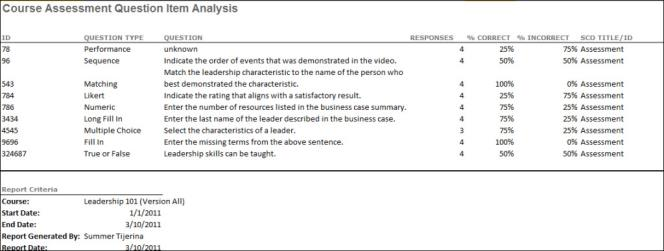 Course Assessment Question Item Analysis
ID QUESTION TYPE QUESTION RESPONSES % CORRECT % INCORRECT SCO TITLE/ID
78 Performance unknown 4 25% 75% Assessment
96 Sequence Indicate the order of events that was demonstrated in the video. 4 50% 50% Assessment
Match the leadership characteristic to the name of the person who
543 Matching best demonstrated the characteristic. 4 100% 0% Assessment
784 Likert Indicate the rating that aligns with a satisfactory result. 4 25% 75% Assessment
786 Numeric Enter the number of resources listed in the business case summary. 4 75% 25% Assessment
3434 Long Fill In Enter the last name of the leader described in the business case. 4 75% 25% Assessment
4545 Multiple Choice Select the characteristics of a leader. 3 75% 25% Assessment
9696 Fill In Enter the missing terms from the above sentence. 4 100% 0% Assessment
324687 True or False Leadership skills can be taught. 4 50% 50% Assessment
Report Criteria
Course: Leadership 101 (Version All)
Start Date: 1/1/2011
End Date: 3/10/2011
Report Generated By: Summer Tijerina
Report Date: 3/10/2011